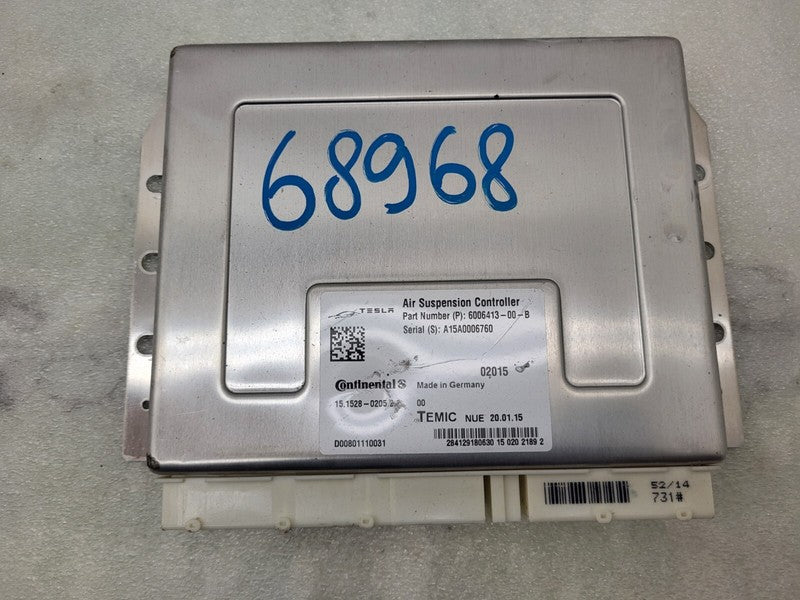 68968
TESLA
Air Suspension Controller
Part Number (P): 6006413-00-B
Serial (S): A15A0006760
02015
Continental
Made in Germany
15.1528-0205.2
00
TEMIC NUE 20.01.15
D00801110031
284129180630 15 020 2189 2
52/14
731#